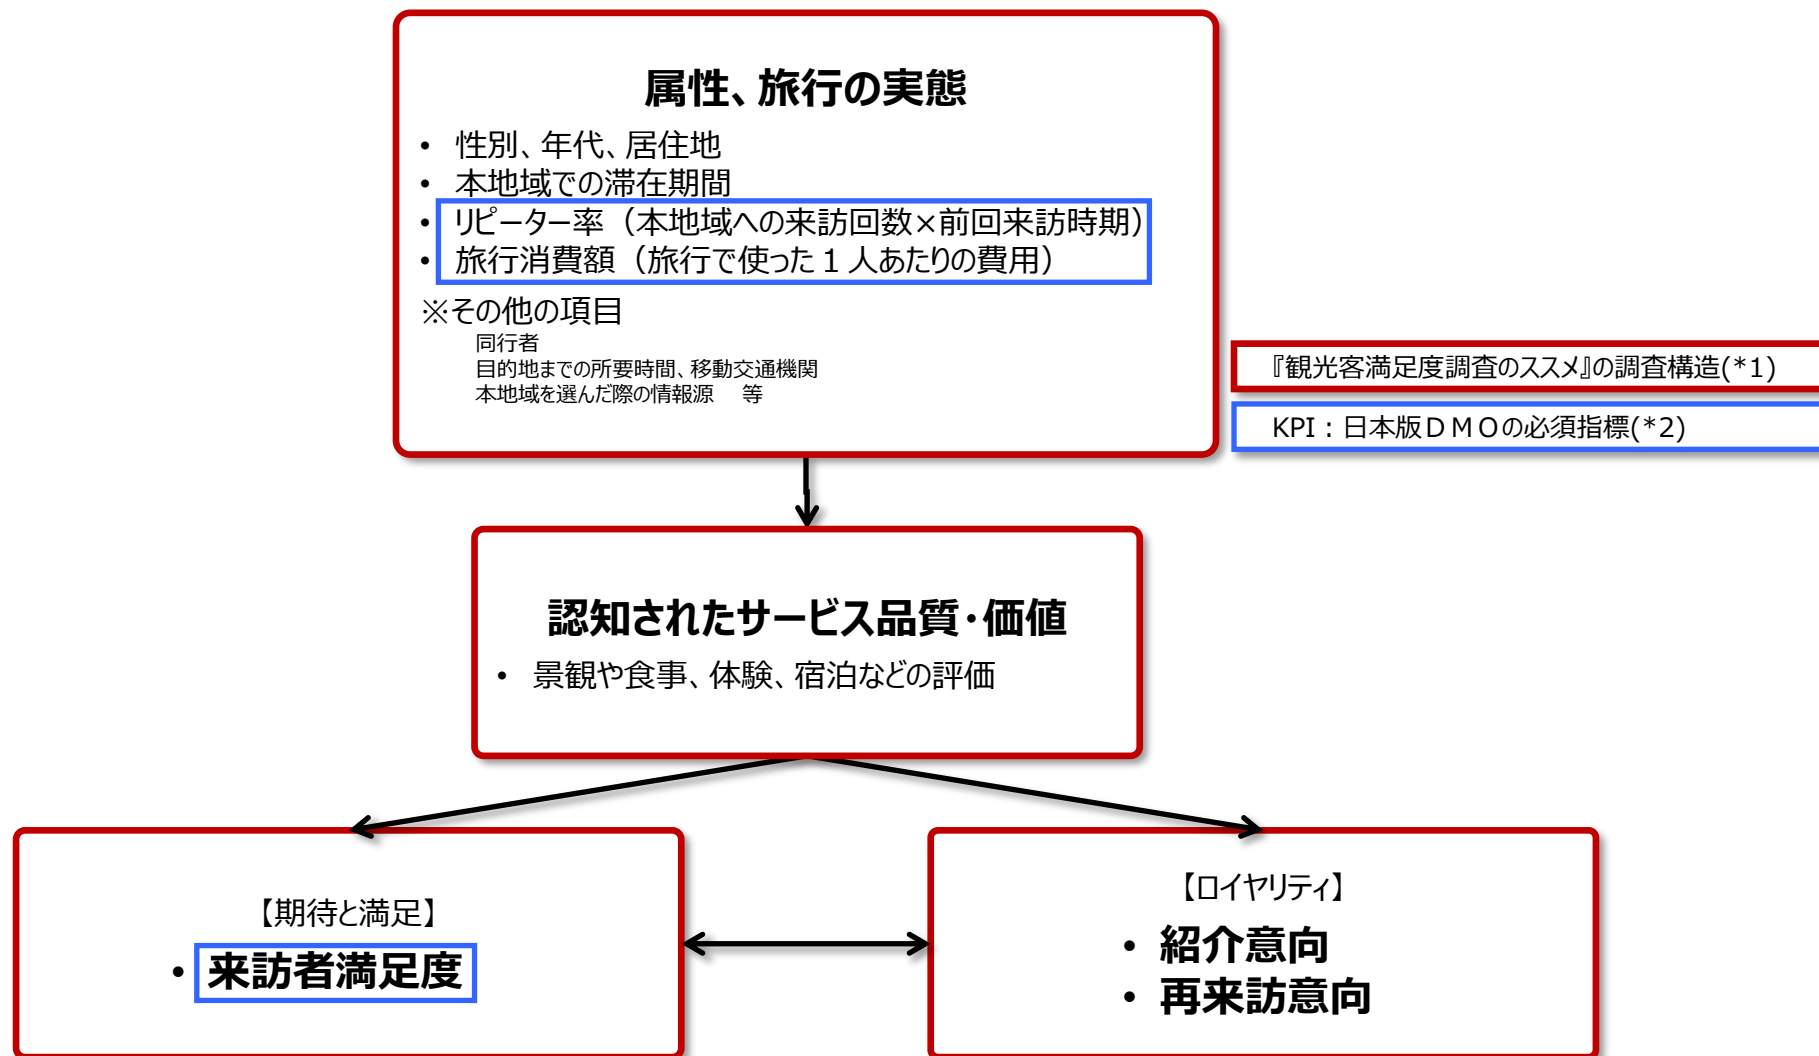 属性、旅行の実態
• 性別、年代、居住地
• 本地域での滞在期間
• リピーター率（本地域への来訪回数×前回来訪時期）
• 旅行消費額（旅行で使った１人あたりの費用）
※その他の項目
同行者
目的地までの所要時間、移動交通機関
本地域を選んだ際の情報源　等
『観光客満足度調査のススメ』の調査構造(*1)
KPI：日本版ＤＭＯの必須指標(*2)
認知されたサービス品質・価値
• 景観や食事、体験、宿泊などの評価
【期待と満足】
• 来訪者満足度
【ロイヤリティ】
• 紹介意向
• 再来訪意向